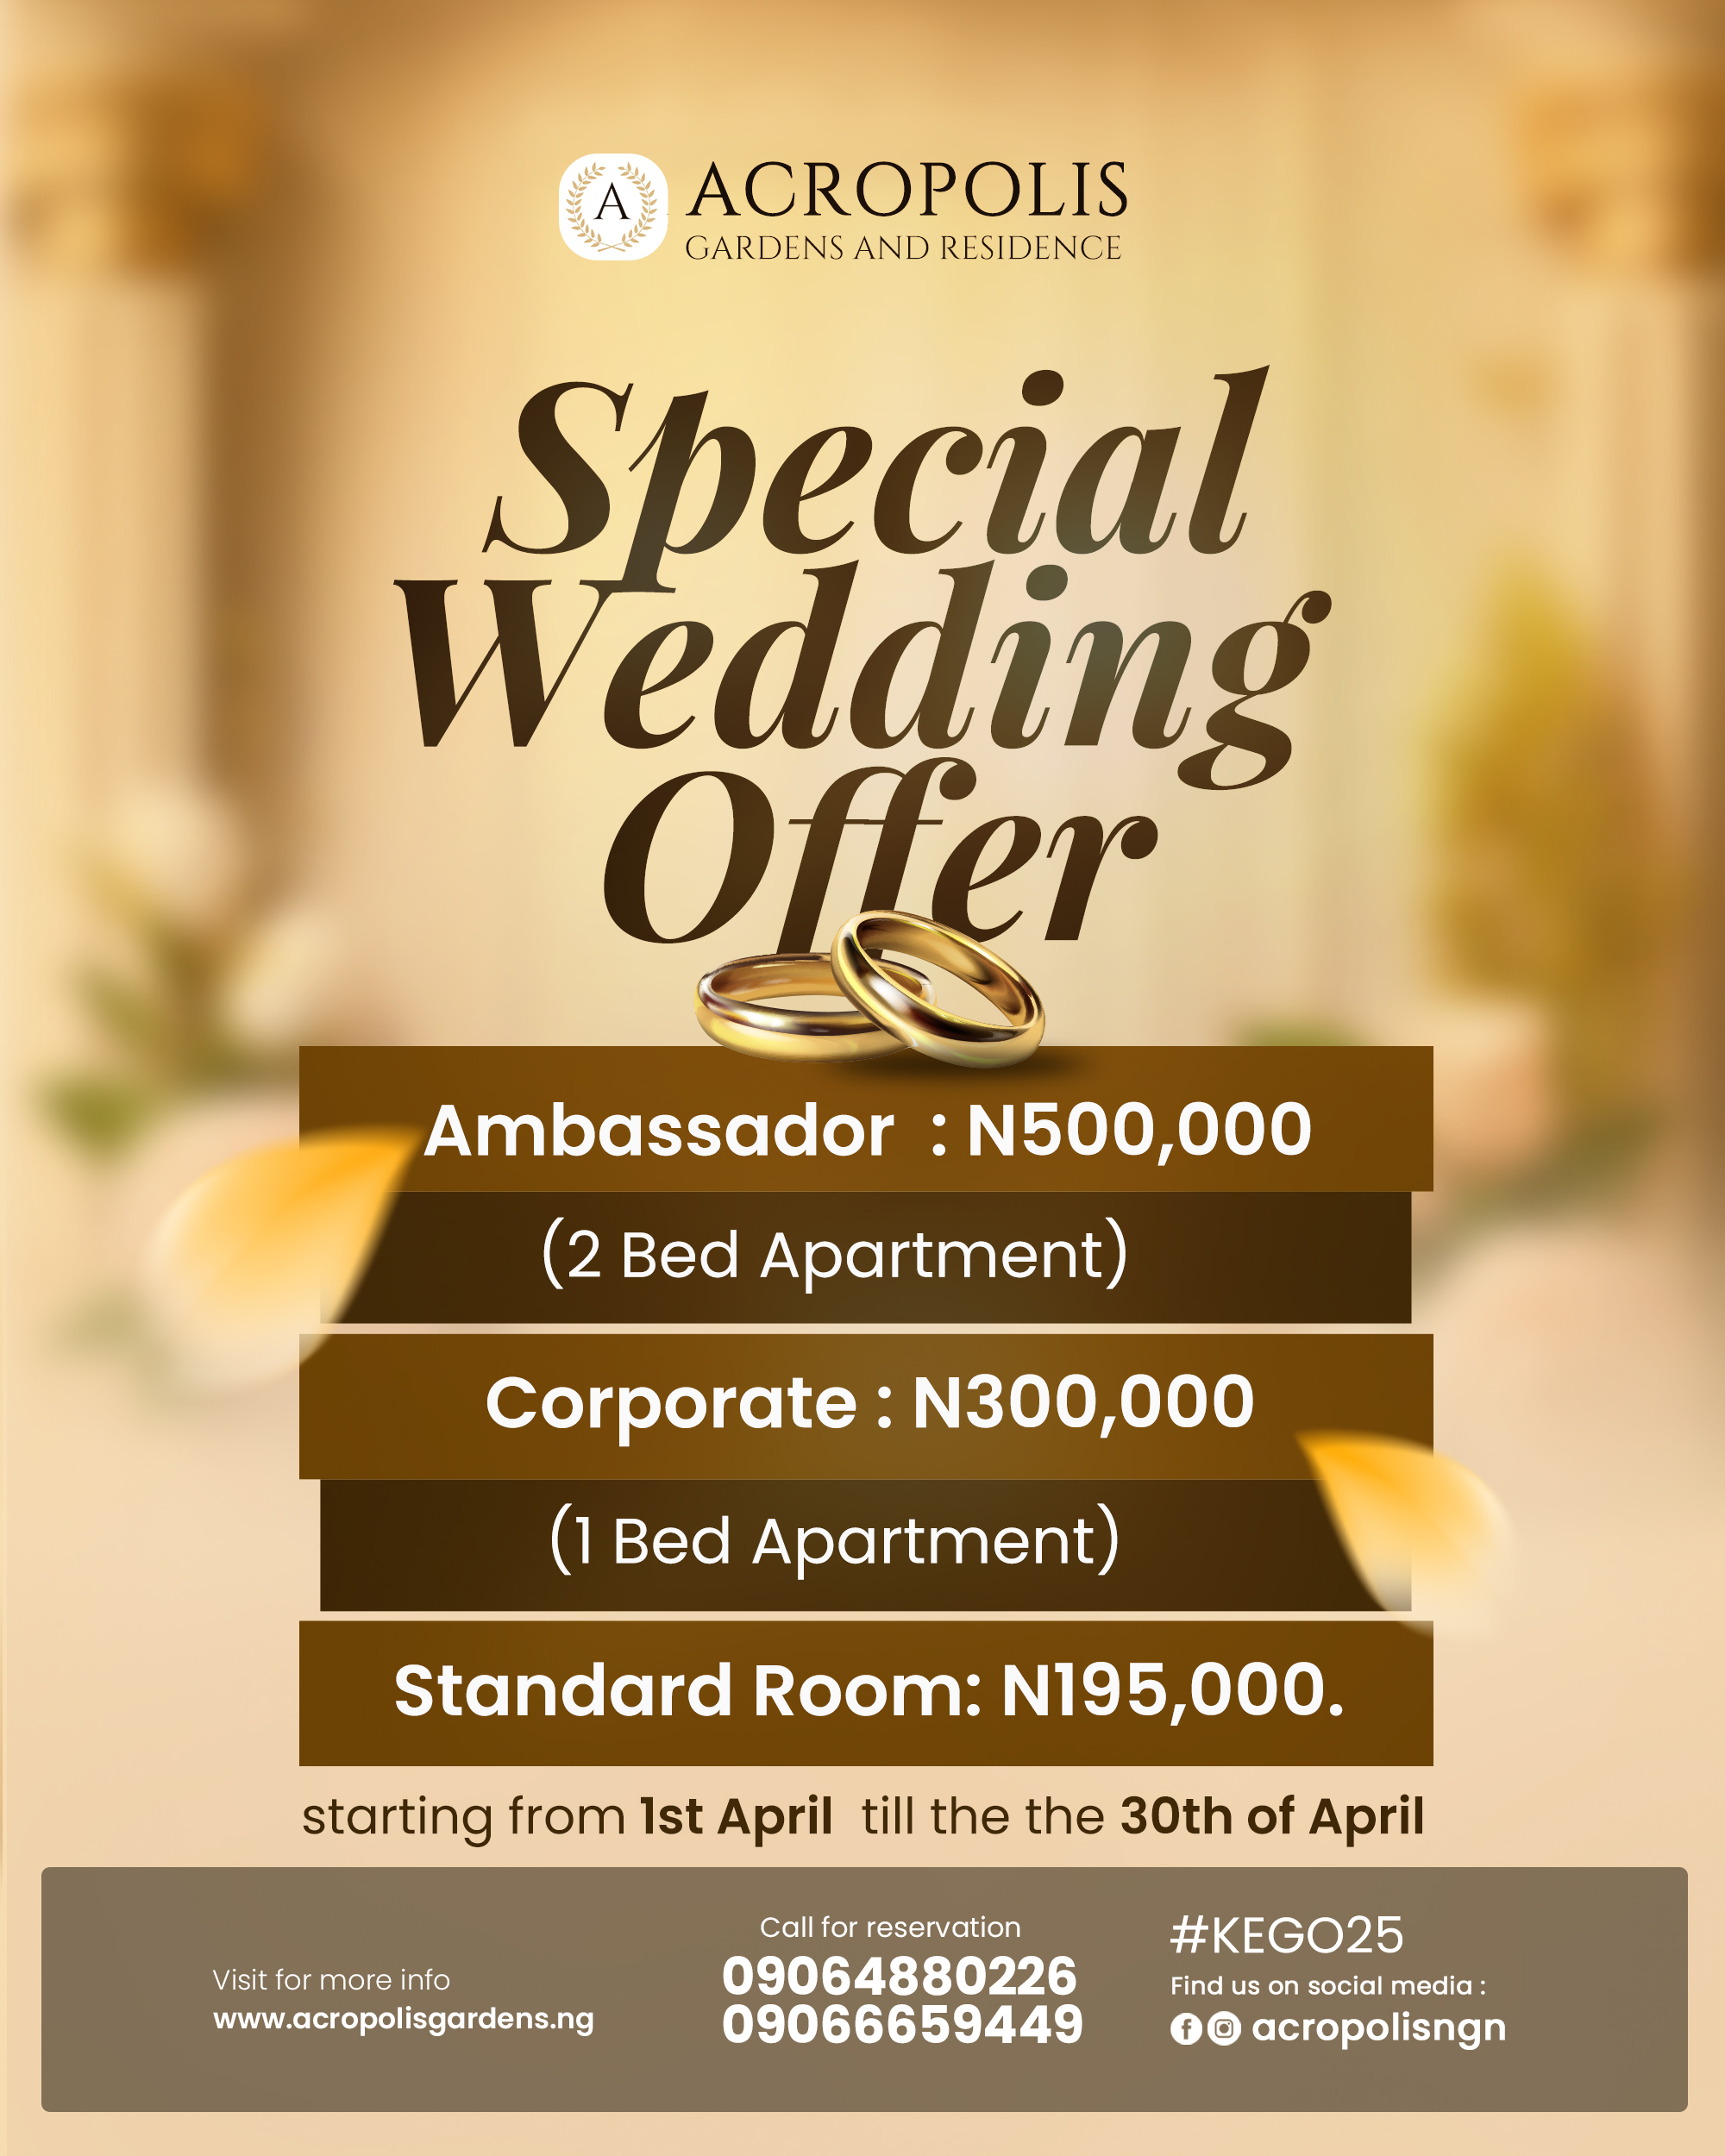 A
ACROPOLIS
GARDENS AND RESIDENCE
Special
Wedding
Offer
Ambassador : N500,000
(2 Bed Apartment)
Corporate : N300,000
(1 Bed Apartment)
Standard Room: N195,000.
starting from 1st April till the the 30th of April
Visit for more info
www.acropolisgardens.ng
Call for reservation
09064880226
09066659449
#KEGO25
Find us on social media :
acropolisngn